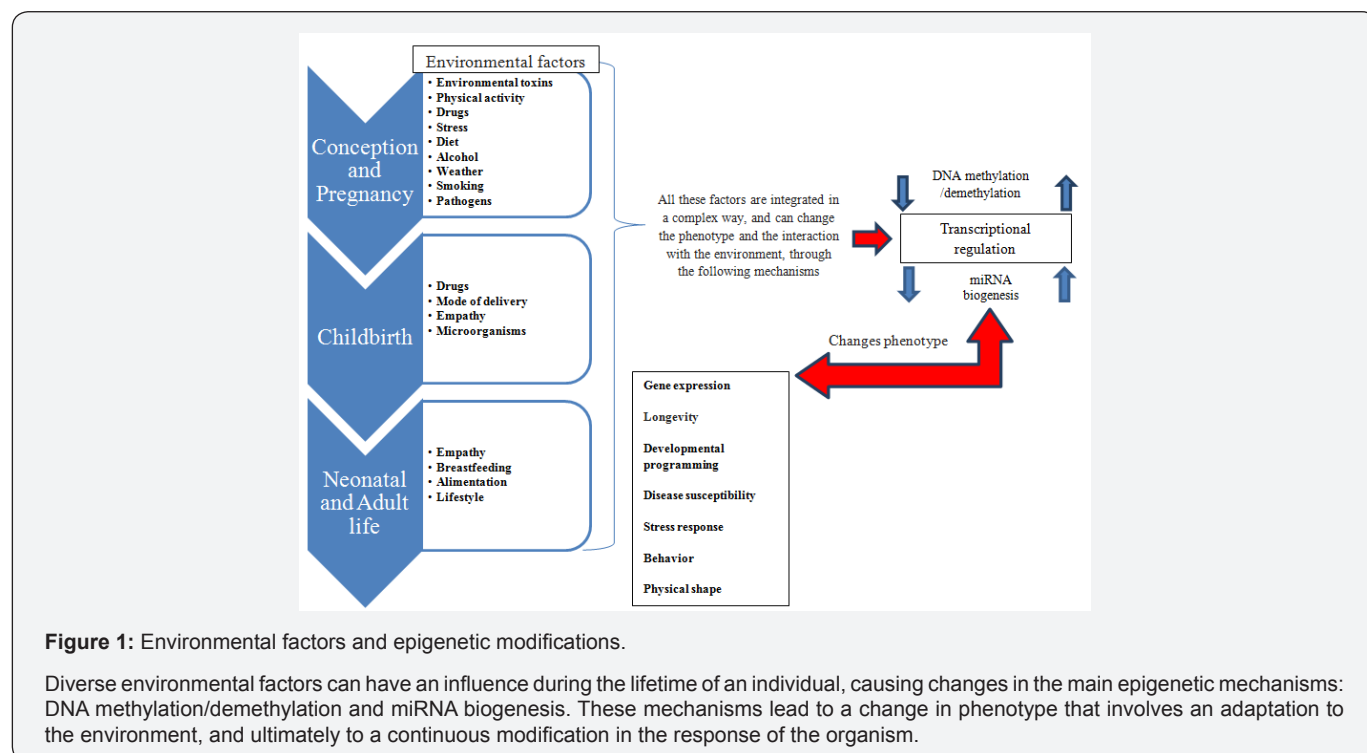 Environmental factors
• Environmental toxins
• Physical activity
• Drugs
• Stress
• Diet
• Alcohol
• Weather
• Smoking
• Pathogens
Conception
and
Pregnancy
• Drugs
• Mode of delivery
• Empathy
• Microorganisms
Childbirth
• Empathy
• Breastfeeding
• Alimentation
• Lifestyle
Neonatal
and Adult
life
All these factors are integrated in
a complex way, and can change
the phenotype and the interaction
with the environment, through
the following mechanisms
DNA methylation
/demethylation
Transcriptional
regulation
miRNA
biogenesis
Changes phenotype
Gene expression
Longevity
Developmental
programming
Disease susceptibility
Stress response
Behavior
Physical shape
Figure 1: Environmental factors and epigenetic modifications.
Diverse environmental factors can have an influence during the lifetime of an individual, causing changes in the main epigenetic mechanisms:
DNA methylation/demethylation and miRNA biogenesis. These mechanisms lead to a change in phenotype that involves an adaptation to
the environment, and ultimately to a continuous modification in the response of the organism.